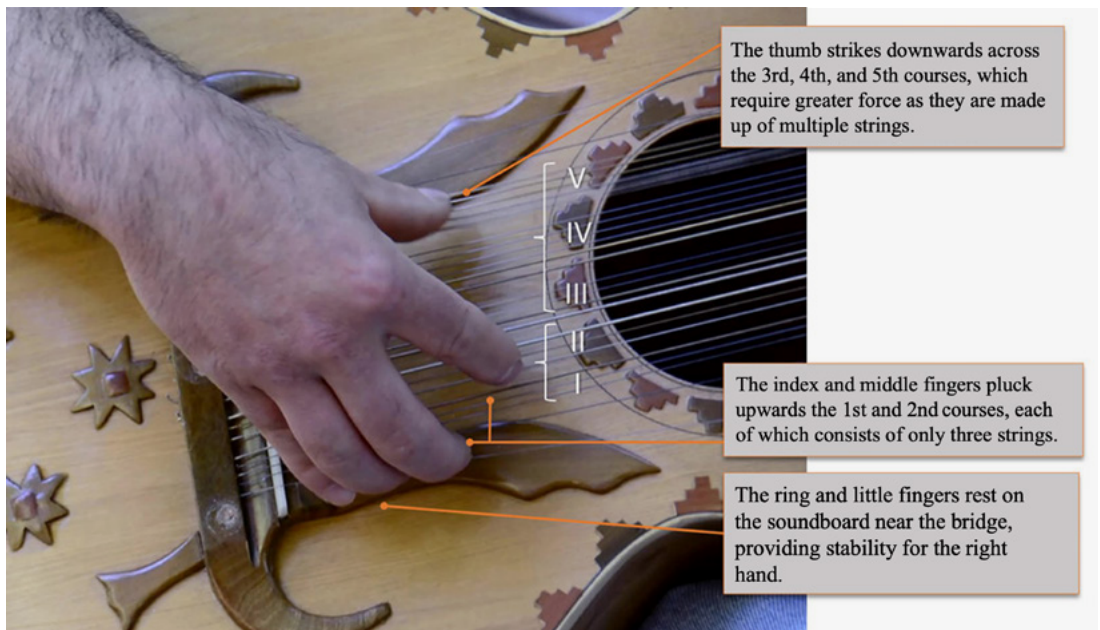 The thumb strikes downwards across
the 3rd, 4th, and 5th courses, which
require greater force as they are made
up of multiple strings.
V
IV
III
II
I
The index and middle fingers pluck
upwards the 1st and 2nd courses, each
of which consists of only three strings.
The ring and little fingers rest on
the soundboard near the bridge,
providing stability for the right
hand.